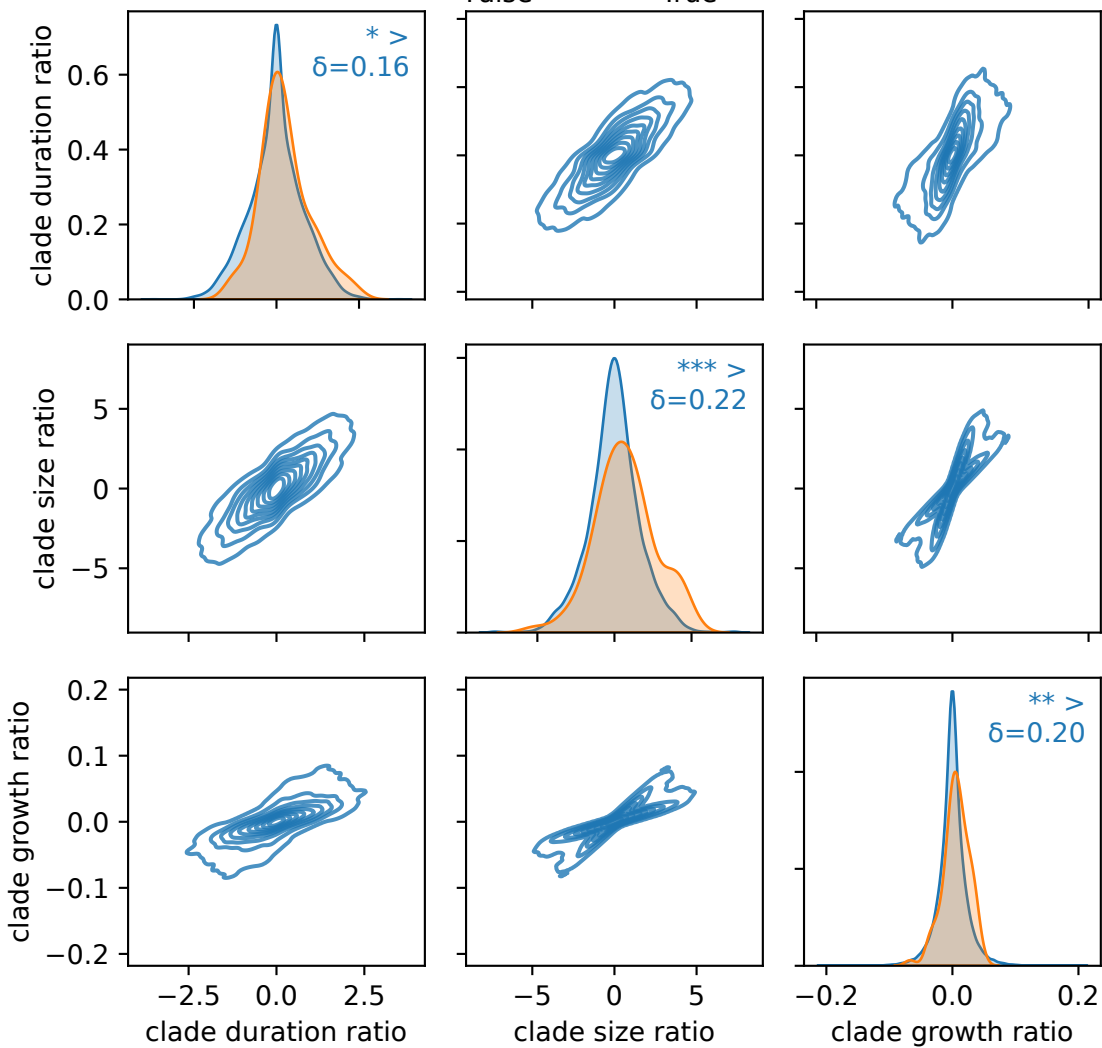 False True
clade duration ratio
0.6
0.4
0.2
0.0
* >
δ=0.16
clade size ratio
5
0
−5
*** >
δ=0.22
clade growth ratio
0.2
0.1
0.0
−0.1
−0.2
** >
δ=0.20
−2.5 0.0 2.5
−5 0 5
−0.2 0.0 0.2
clade duration ratio
clade size ratio
clade growth ratio